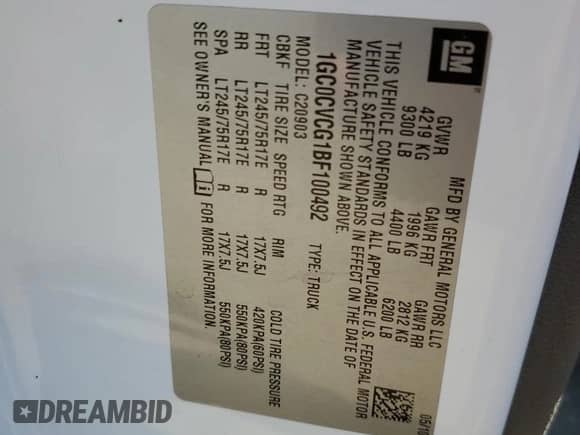 GM
MFD BY GENERAL MOTORS LLC
05/10
GVWR GAWR FRT GAWR RR
4219 KG 1996 KG 2812 KG
9300 LB 4400 LB 6200 LB
THIS VEHICLE CONFORMS TO ALL APPLICABLE U.S. FEDERAL MOTOR
VEHICLE SAFETY STANDARDS IN EFFECT ON THE DATE OF
MANUFACTURE SHOWN ABOVE.
1GC0CVCG1BF100492 TYPE: TRUCK
CBKF C20903
TIRE SIZE SPEED RTG RIM COLD TIRE PRESSURE
FRT LT245/75R17E R 17X7.5J 420KPA(60PSI)
RR LT245/75R17E R 17X7.5J 550KPA(80PSI)
SPA LT245/75R17E R 17X7.5J 550KPA(80PSI)
SEE OWNER'S MANUAL i FOR MORE INFORMATION.
DREAMBID